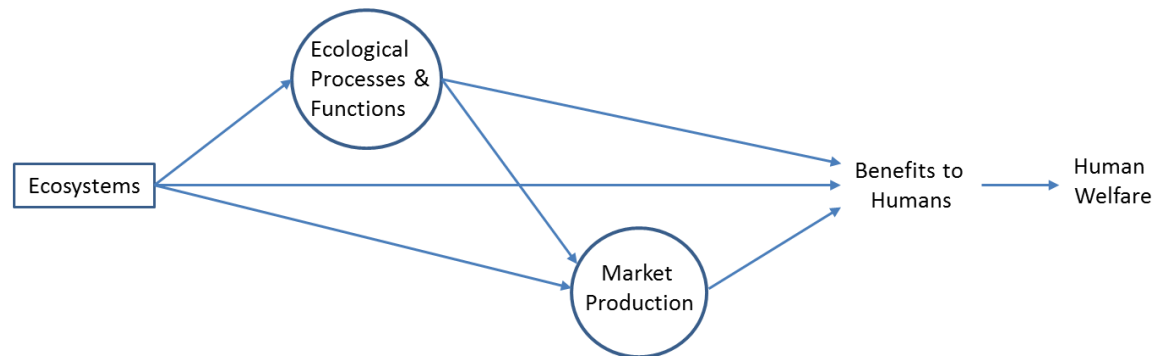 Ecological
Processes &
Functions
Ecosystems
Benefits to
Humans
Human
Welfare
Market
Production